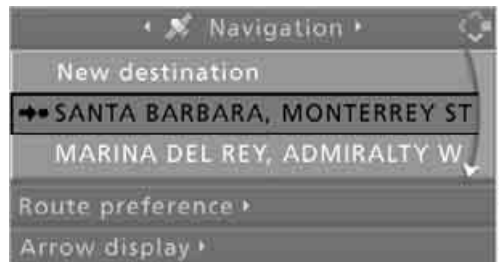 Navigation
New destination
SANTA BARBARA, MONTERREY ST
MARINA DEL REY, ADMIRALTY W
Route preference
Arrow display